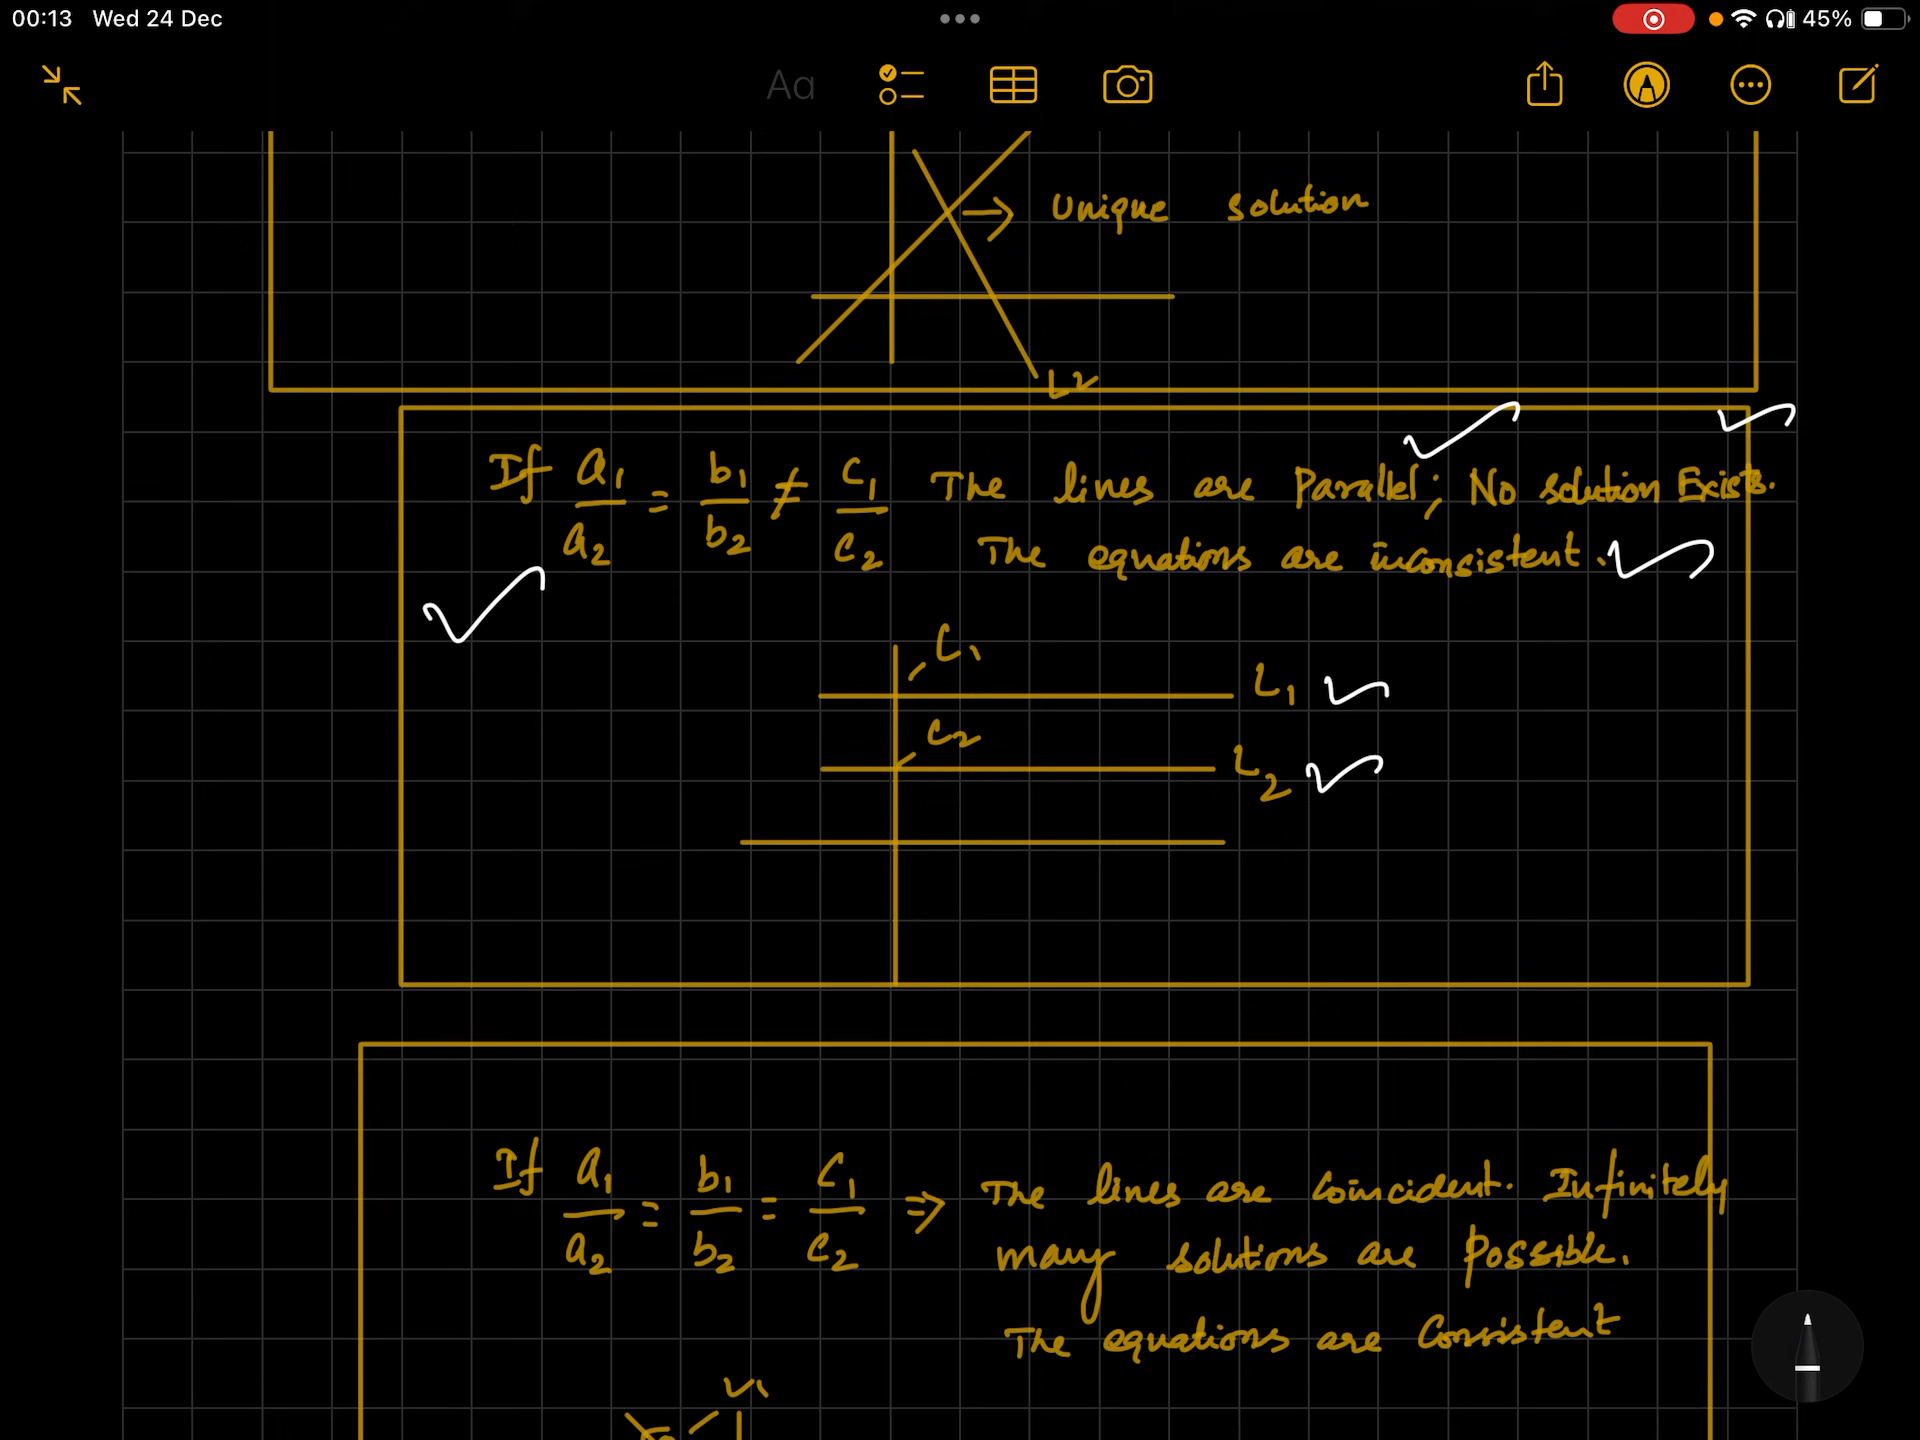 00:13 Wed 24 Dec
45%
Aa
Unique solution
L2
If a1/a2 = b1/b2 ≠ c1/c2 The lines are Parallel; No solution Exists.
The equations are inconsistent.
C1
L1
C2
L2
If a1/a2 = b1/b2 = C1/C2 ⇒ The lines are Coincident. Infinitely
many solutions are Possible.
The equations are Consistent